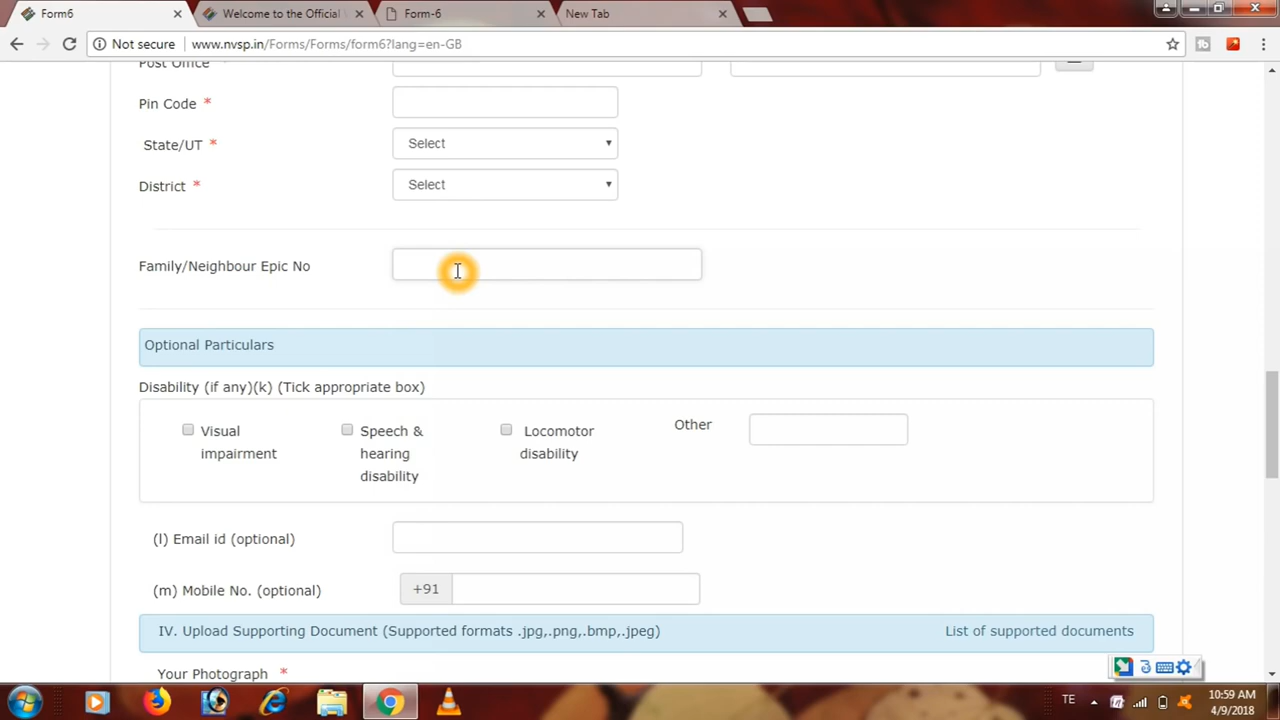 Form6
Welcome to the Official
Form-6
New Tab
Not secure
www.nvsp.in/Forms/Forms/form6?lang=en-GB
Post Office
Pin Code *
State/UT *
Select
District *
Select
Family/Neighbour Epic No
Optional Particulars
Disability (if any)(k) (Tick appropriate box)
Visual impairment
Speech & hearing disability
Locomotor disability
Other
(l) Email id (optional)
(m) Mobile No. (optional)
+91
IV. Upload Supporting Document (Supported formats .jpg,.png,.bmp,.jpeg)
List of supported documents
Your Photograph *
TE
10:59 AM
4/9/2018